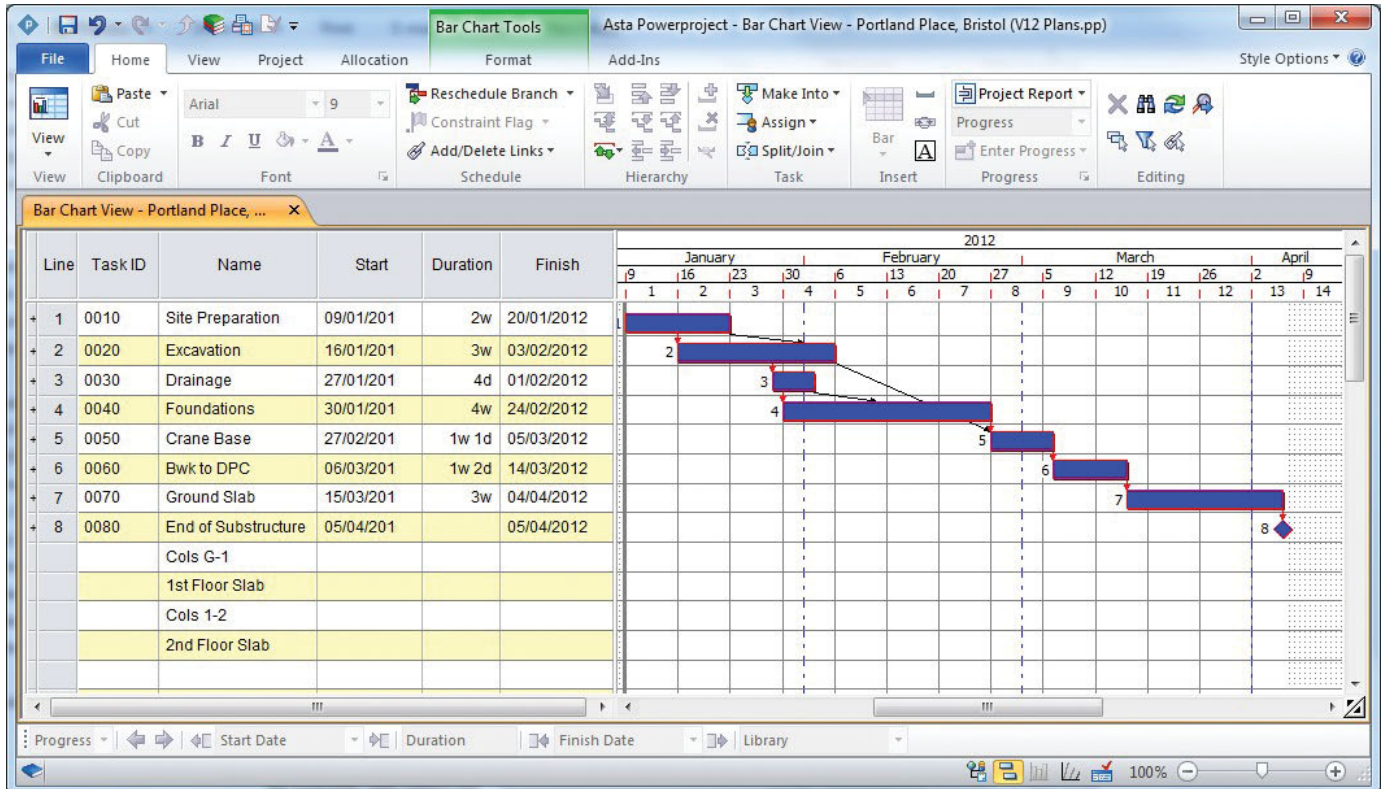 Bar Chart Tools
Asta Powerproject - Bar Chart View - Portland Place, Bristol (V12 Plans.pp)
File Home View Project Allocation Format Add-Ins Style Options
View
Paste
Cut
Copy
Arial 9
B I U A
Reschedule Branch
Constraint Flag
Add/Delete Links
Make Into
Assign
Split/Join
Bar
A
Project Report
Progress
Enter Progress
View Clipboard Font Schedule Hierarchy Task Insert Progress Editing
Bar Chart View - Portland Place, ... X
Line Task ID Name Start Duration Finish
2012
January February March April
9 16 23 30 6 13 20 27 5 12 19 26 2 9
1 2 3 4 5 6 7 8 9 10 11 12 13 14
1 0010 Site Preparation 09/01/201 2w 20/01/2012
2 0020 Excavation 16/01/201 3w 03/02/2012 2
3 0030 Drainage 27/01/201 4d 01/02/2012 3
4 0040 Foundations 30/01/201 4w 24/02/2012 4
5 0050 Crane Base 27/02/201 1w 1d 05/03/2012 5
6 0060 Bwk to DPC 06/03/201 1w 2d 14/03/2012 6
7 0070 Ground Slab 15/03/201 3w 04/04/2012 7
8 0080 End of Substructure 05/04/201 05/04/2012 8
Cols G-1
1st Floor Slab
Cols 1-2
2nd Floor Slab
Progress Start Date Duration Finish Date Library
100%